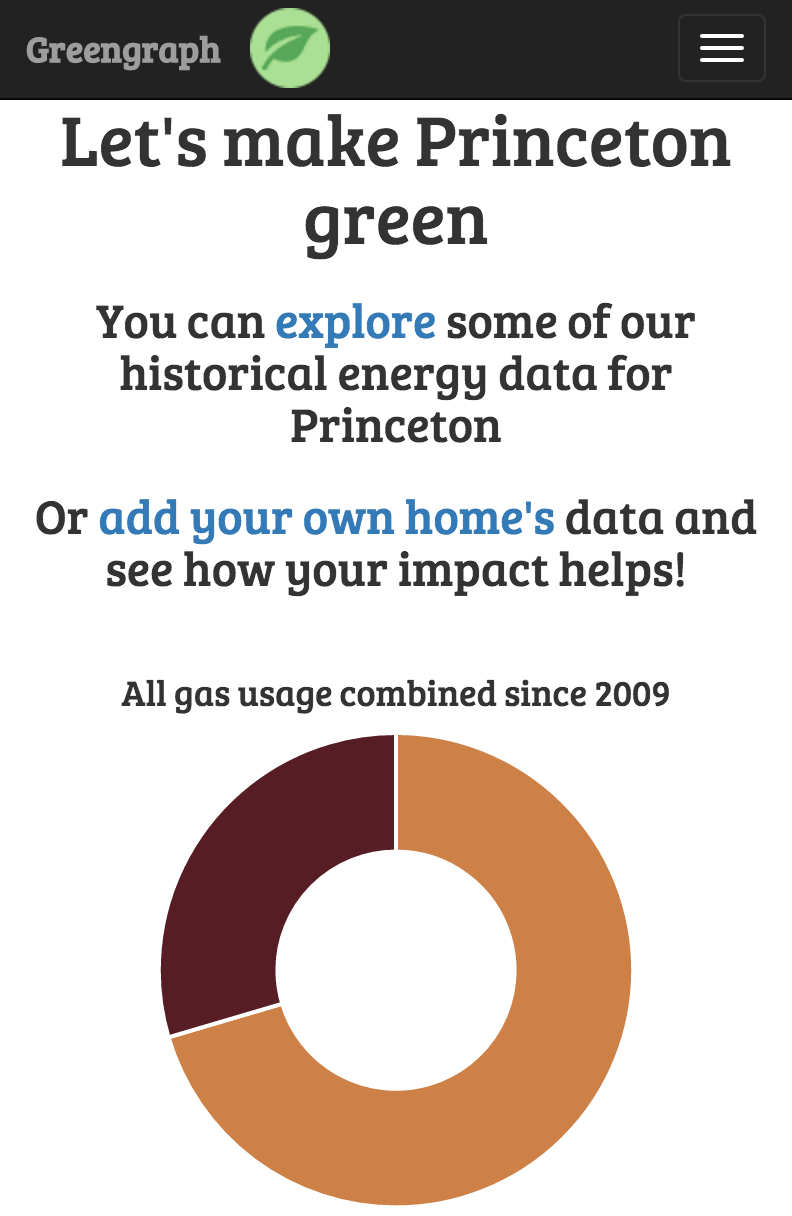 Greengraph
Let's make Princeton
green
You can explore some of our
historical energy data for
Princeton
Or add your own home's data and
see how your impact helps!
All gas usage combined since 2009